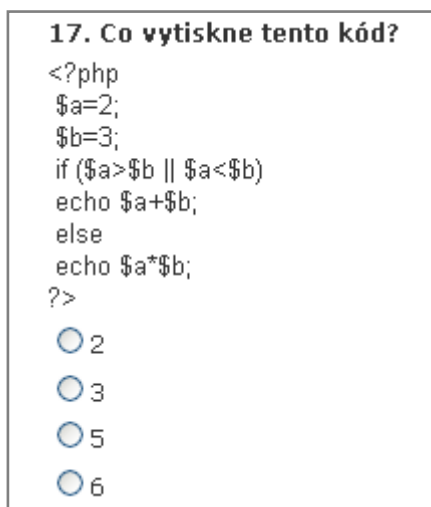 17. Co vytiskne tento kód?
<?php
$a=2;
$b=3;
if ($a>$b || $a<$b)
echo $a+$b;
else
echo $a*$b;
?>
2
3
5
6